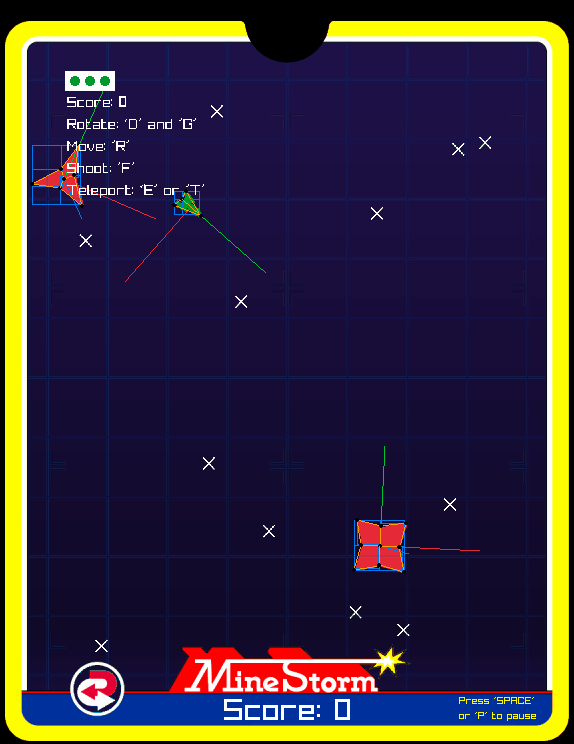 Score: 0
Rotate: 'D' and 'G'
Move: 'R'
Shoot: 'F'
Teleport: 'E' or 'T'
MineStorm
Score: 0
Press 'SPACE'
or 'P' to pause